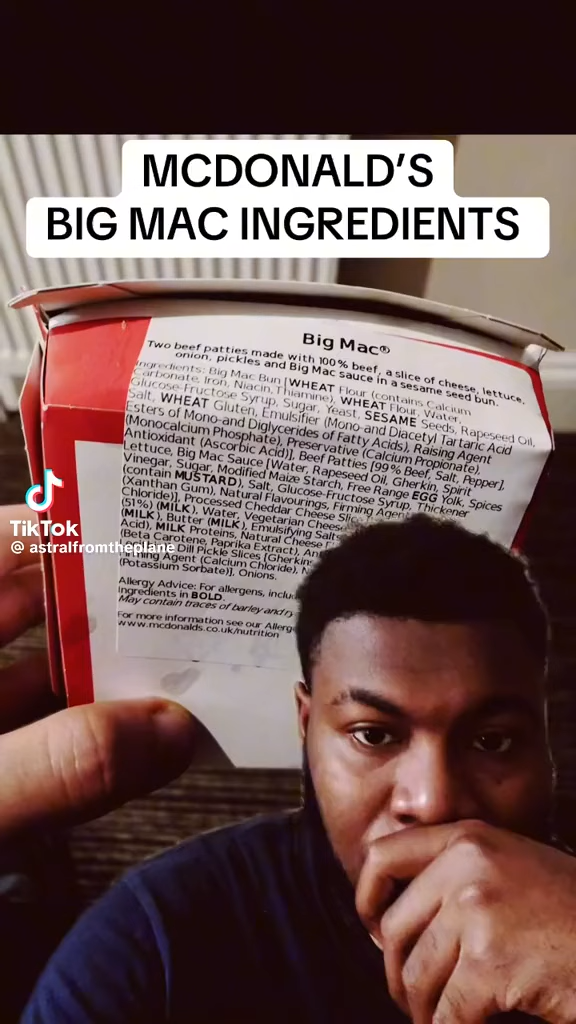 MCDONALD'S
BIG MAC INGREDIENTS
Big Mac®
Two beef patties made with 100% beef, a slice of cheese, lettuce,
onion, pickles and Big Mac sauce in a sesame seed bun.
Ingredients: Big Mac Bun [WHEAT Flour (contains Calcium
Carbonate, Iron, Niacin, Thiamine), WHEAT Flour, Water,
Glucose-Fructose Syrup, Sugar, Yeast, SESAME Seeds, Rapeseed Oil,
Salt, WHEAT Gluten, Emulsifier (Mono-and Diacetyl Tartaric Acid
Esters of Mono-and Diglycerides of Fatty Acids), Raising Agent
(Monocalcium Phosphate), Preservative (Calcium Propionate),
Antioxidant (Ascorbic Acid)], Beef Patties [99% Beef, Salt, Pepper],
Lettuce, Big Mac Sauce [Water, Rapeseed Oil, Gherkin, Spirit
Vinegar, Sugar, Modified Maize Starch, Free Range EGG Yolk, Spices
(contain MUSTARD), Salt, Glucose-Fructose Syrup, Thickener
(Xanthan Gum), Natural Flavourings, Firming Agent
Chloride)], Processed Cheddar Cheese Slic
(51%) (MILK), Water, Vegetarian Cheese
(MILK), Butter (MILK), Emulsifying Salts
Acid), MILK Proteins, Natural Cheese F
(Beta Carotene, Paprika Extract), An
Dill Pickle Slices [Gherkin
Firming Agent (Calcium Chloride), N
(Potassium Sorbate)], Onions.
Allergy Advice: For allergens, inclu
ingredients in BOLD.
May contain traces of barley and r
For more information see our Allerg
www.mcdonalds.co.uk/nutrition
TikTok
@ astralfromtheplane